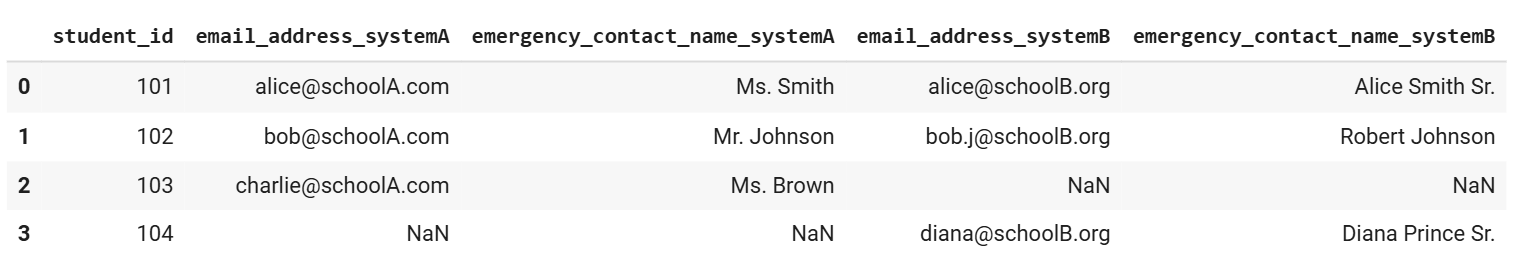 student_id email_address_systemA emergency_contact_name_systemA email_address_systemB emergency_contact_name_systemB
0 101 alice@schoolA.com Ms. Smith alice@schoolB.org Alice Smith Sr.
1 102 bob@schoolA.com Mr. Johnson bob.j@schoolB.org Robert Johnson
2 103 charlie@schoolA.com Ms. Brown NaN NaN
3 104 NaN NaN diana@schoolB.org Diana Prince Sr.